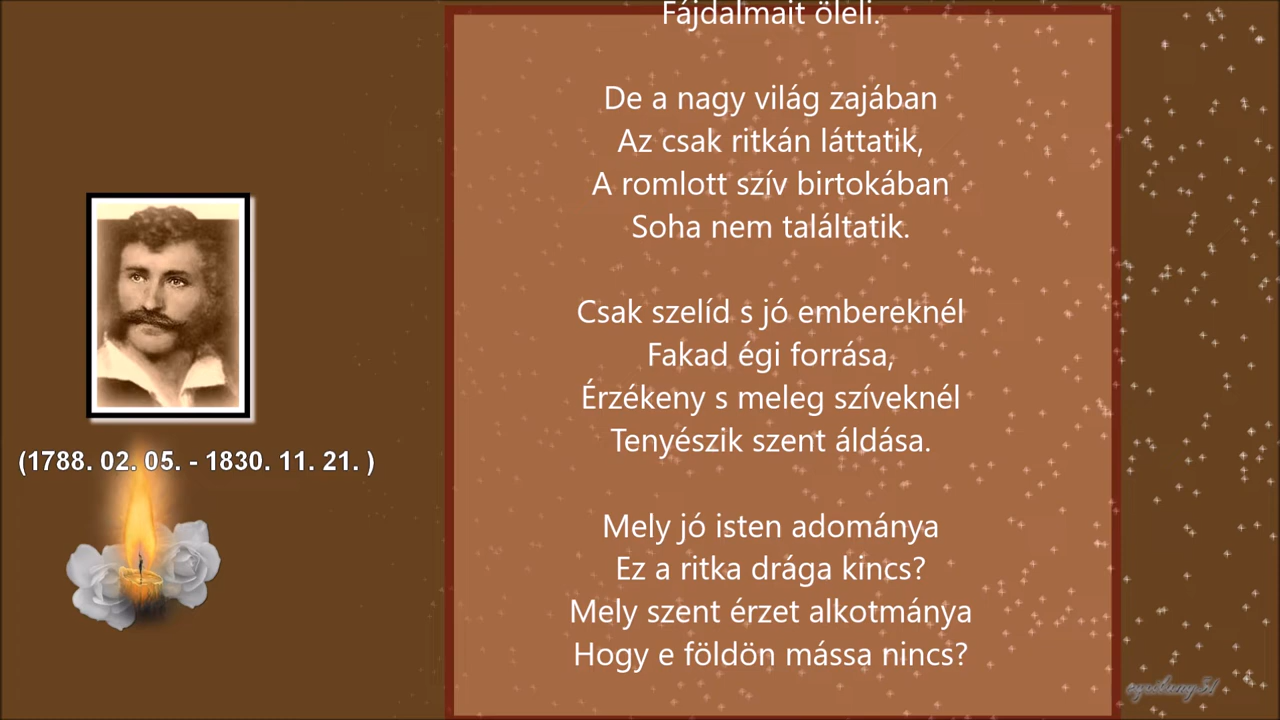 Fájdalmait öleli.
De a nagy világ zajában
Az csak ritkán láttatik,
A romlott szív birtokában
Soha nem találtatik.
Csak szelíd s jó embereknél
Fakad égi forrása,
Érzékeny s meleg szíveknél
Tenyészik szent áldása.
Mely jó isten adománya
Ez a ritka drága kincs?
Mely szent érzet alkotmánya
Hogy e földön mássa nincs?
(1788. 02. 05. - 1830. 11. 21. )